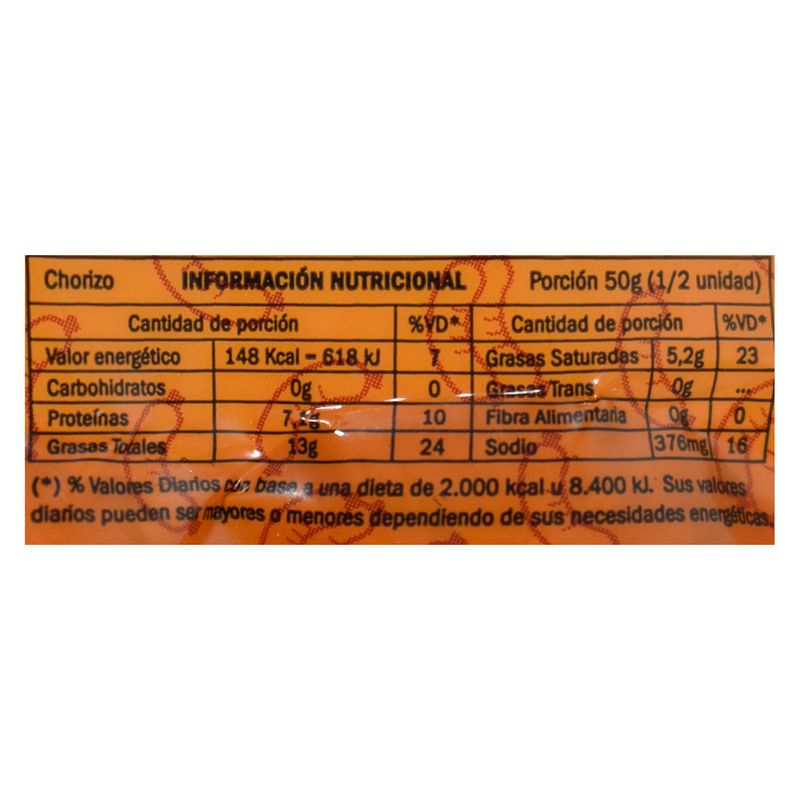 Chorizo INFORMACIÓN NUTRICIONAL Porción 50g (1/2 unidad)
Cantidad de porción %VD* Cantidad de porción %VD*
Valor energético 148 Kcal = 618 kJ 7 Grasas Saturadas 5,2g 23
Carbohidratos 0g 0 Grasas Trans 0g ...
Proteínas 7,1g 10 Fibra Alimentaria 0g 0
Grasas Totales 13g 24 Sodio 376mg 16
(*) % Valores Diarios con base a una dieta de 2.000 kcal u 8.400 kJ. Sus valores
diarios pueden ser mayores o menores dependiendo de sus necesidades energéticas.